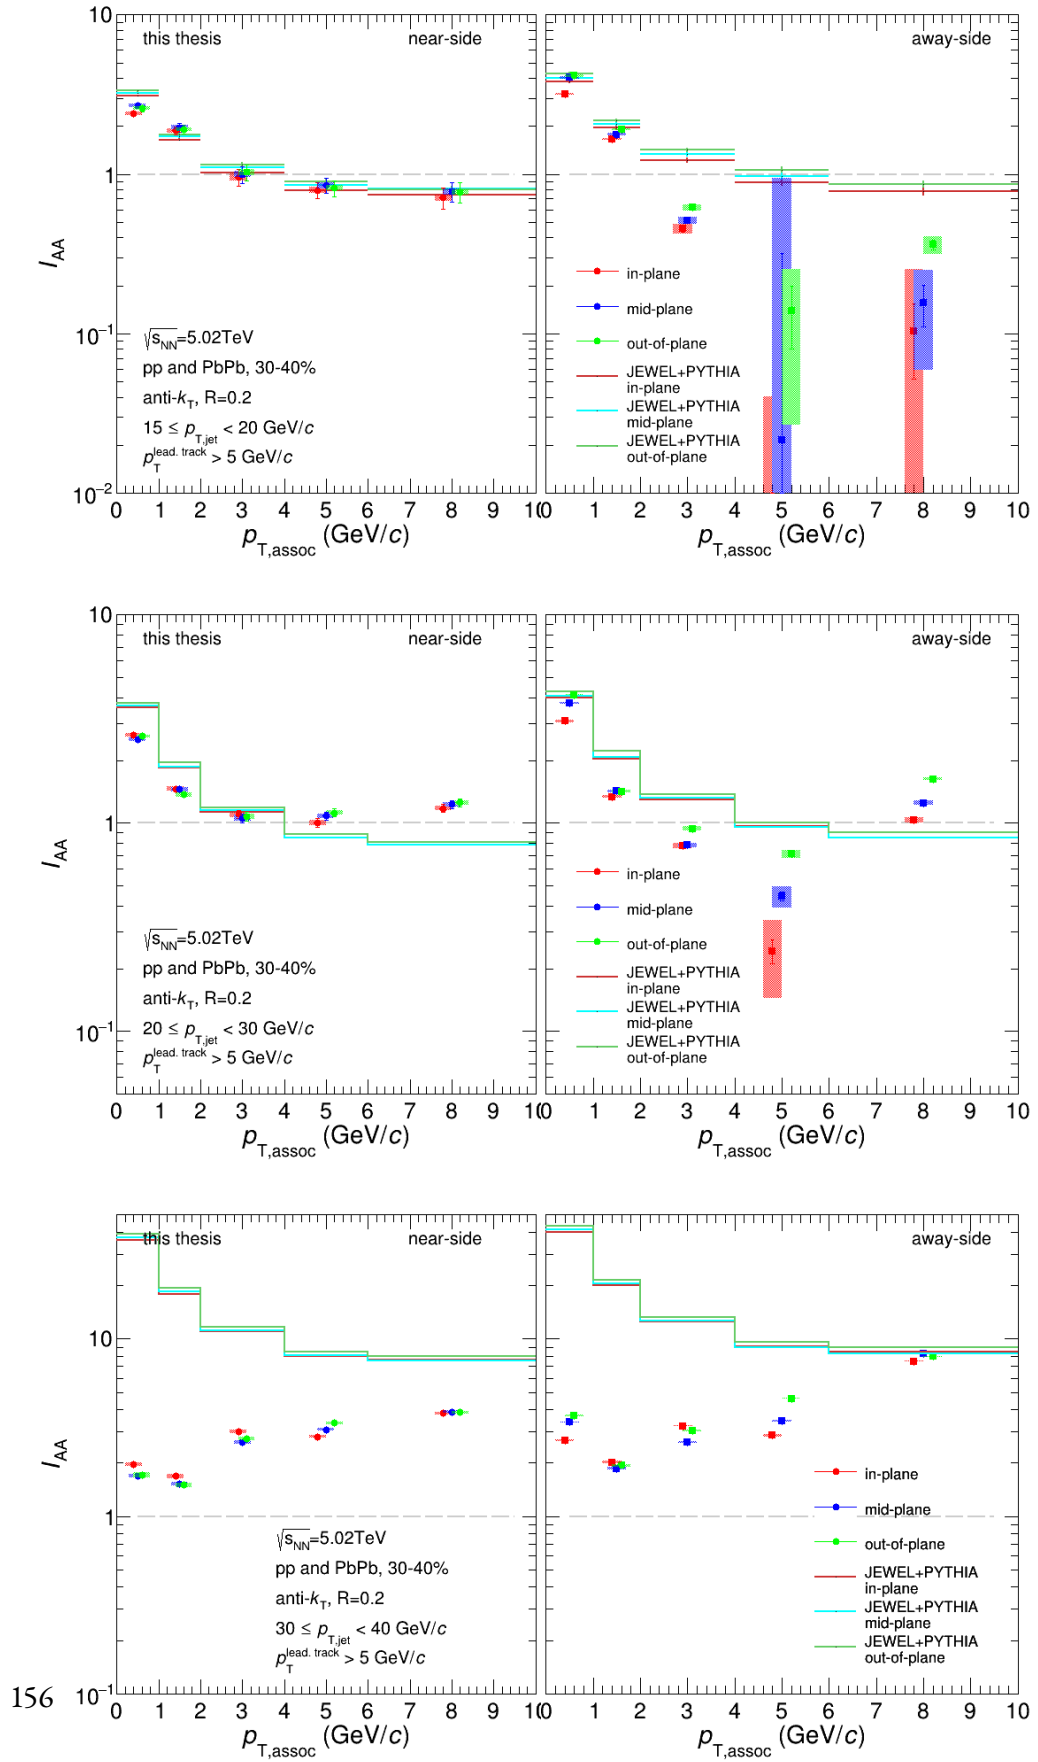 10
this thesis
near-side
away-side
1
I_AA
10^−1
10^−2
in-plane
mid-plane
out-of-plane
JEWEL+PYTHIA
in-plane
JEWEL+PYTHIA
mid-plane
JEWEL+PYTHIA
out-of-plane
√s_NN=5.02TeV
pp and PbPb, 30-40%
anti-k_T, R=0.2
15 ≤ p_T,jet < 20 GeV/c
p_T^lead. track > 5 GeV/c
0 1 2 3 4 5 6 7 8 9 10
0 1 2 3 4 5 6 7 8 9 10
p_T,assoc (GeV/c)
p_T,assoc (GeV/c)
10
this thesis
near-side
away-side
1
I_AA
10^−1
in-plane
mid-plane
out-of-plane
JEWEL+PYTHIA
in-plane
JEWEL+PYTHIA
mid-plane
JEWEL+PYTHIA
out-of-plane
√s_NN=5.02TeV
pp and PbPb, 30-40%
anti-k_T, R=0.2
20 ≤ p_T,jet < 30 GeV/c
p_T^lead. track > 5 GeV/c
0 1 2 3 4 5 6 7 8 9 10
0 1 2 3 4 5 6 7 8 9 10
p_T,assoc (GeV/c)
p_T,assoc (GeV/c)
this thesis
near-side
away-side
10
I_AA
1
10^−1
in-plane
mid-plane
out-of-plane
JEWEL+PYTHIA
in-plane
JEWEL+PYTHIA
mid-plane
JEWEL+PYTHIA
out-of-plane
√s_NN=5.02TeV
pp and PbPb, 30-40%
anti-k_T, R=0.2
30 ≤ p_T,jet < 40 GeV/c
p_T^lead. track > 5 GeV/c
156
0 1 2 3 4 5 6 7 8 9 10
0 1 2 3 4 5 6 7 8 9 10
p_T,assoc (GeV/c)
p_T,assoc (GeV/c)